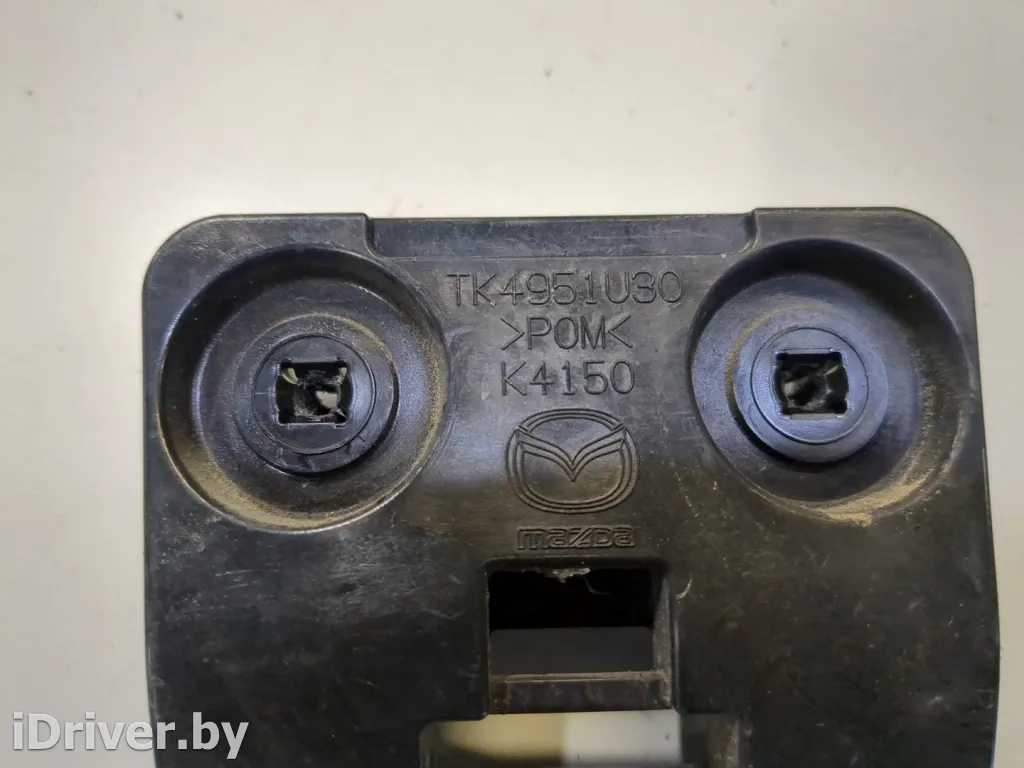 TK4951U30
>POM<
K4150
mazda
iDriver.by